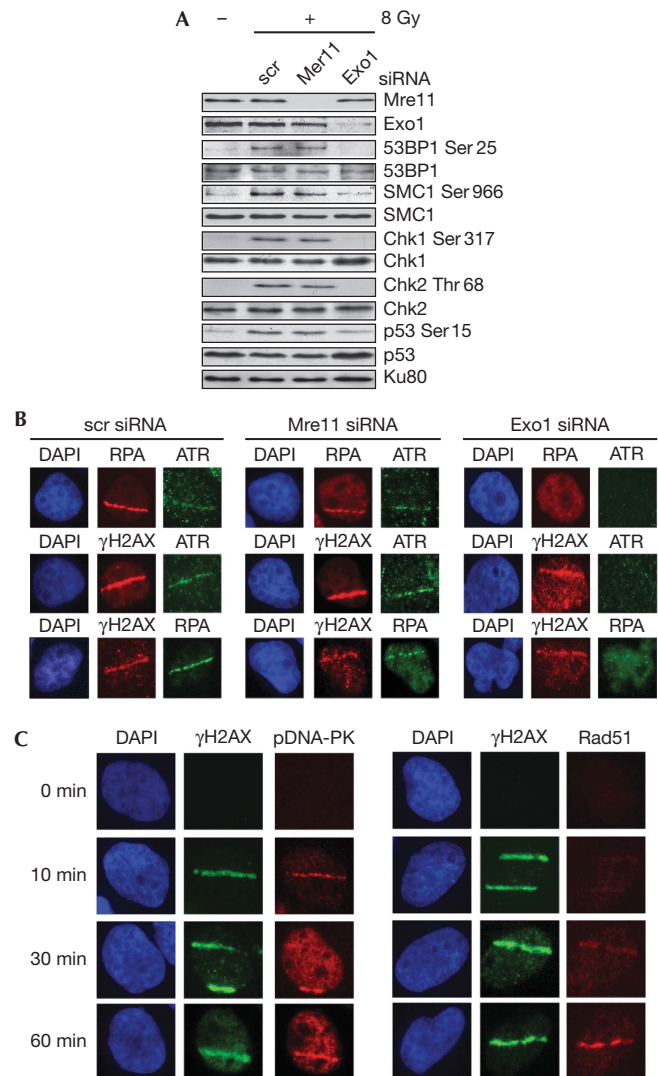 A
− + 8 Gy
scr Mer11 Exo1 siRNA
Mre11
Exo1
53BP1 Ser 25
53BP1
SMC1 Ser 966
SMC1
Chk1 Ser 317
Chk1
Chk2 Thr 68
Chk2
p53 Ser 15
p53
Ku80
B
scr siRNA Mre11 siRNA Exo1 siRNA
DAPI RPA ATR DAPI RPA ATR DAPI RPA ATR
DAPI γH2AX ATR DAPI γH2AX ATR DAPI γH2AX ATR
DAPI γH2AX RPA DAPI γH2AX RPA DAPI γH2AX RPA
C
DAPI γH2AX pDNA-PK DAPI γH2AX Rad51
0 min
10 min
30 min
60 min